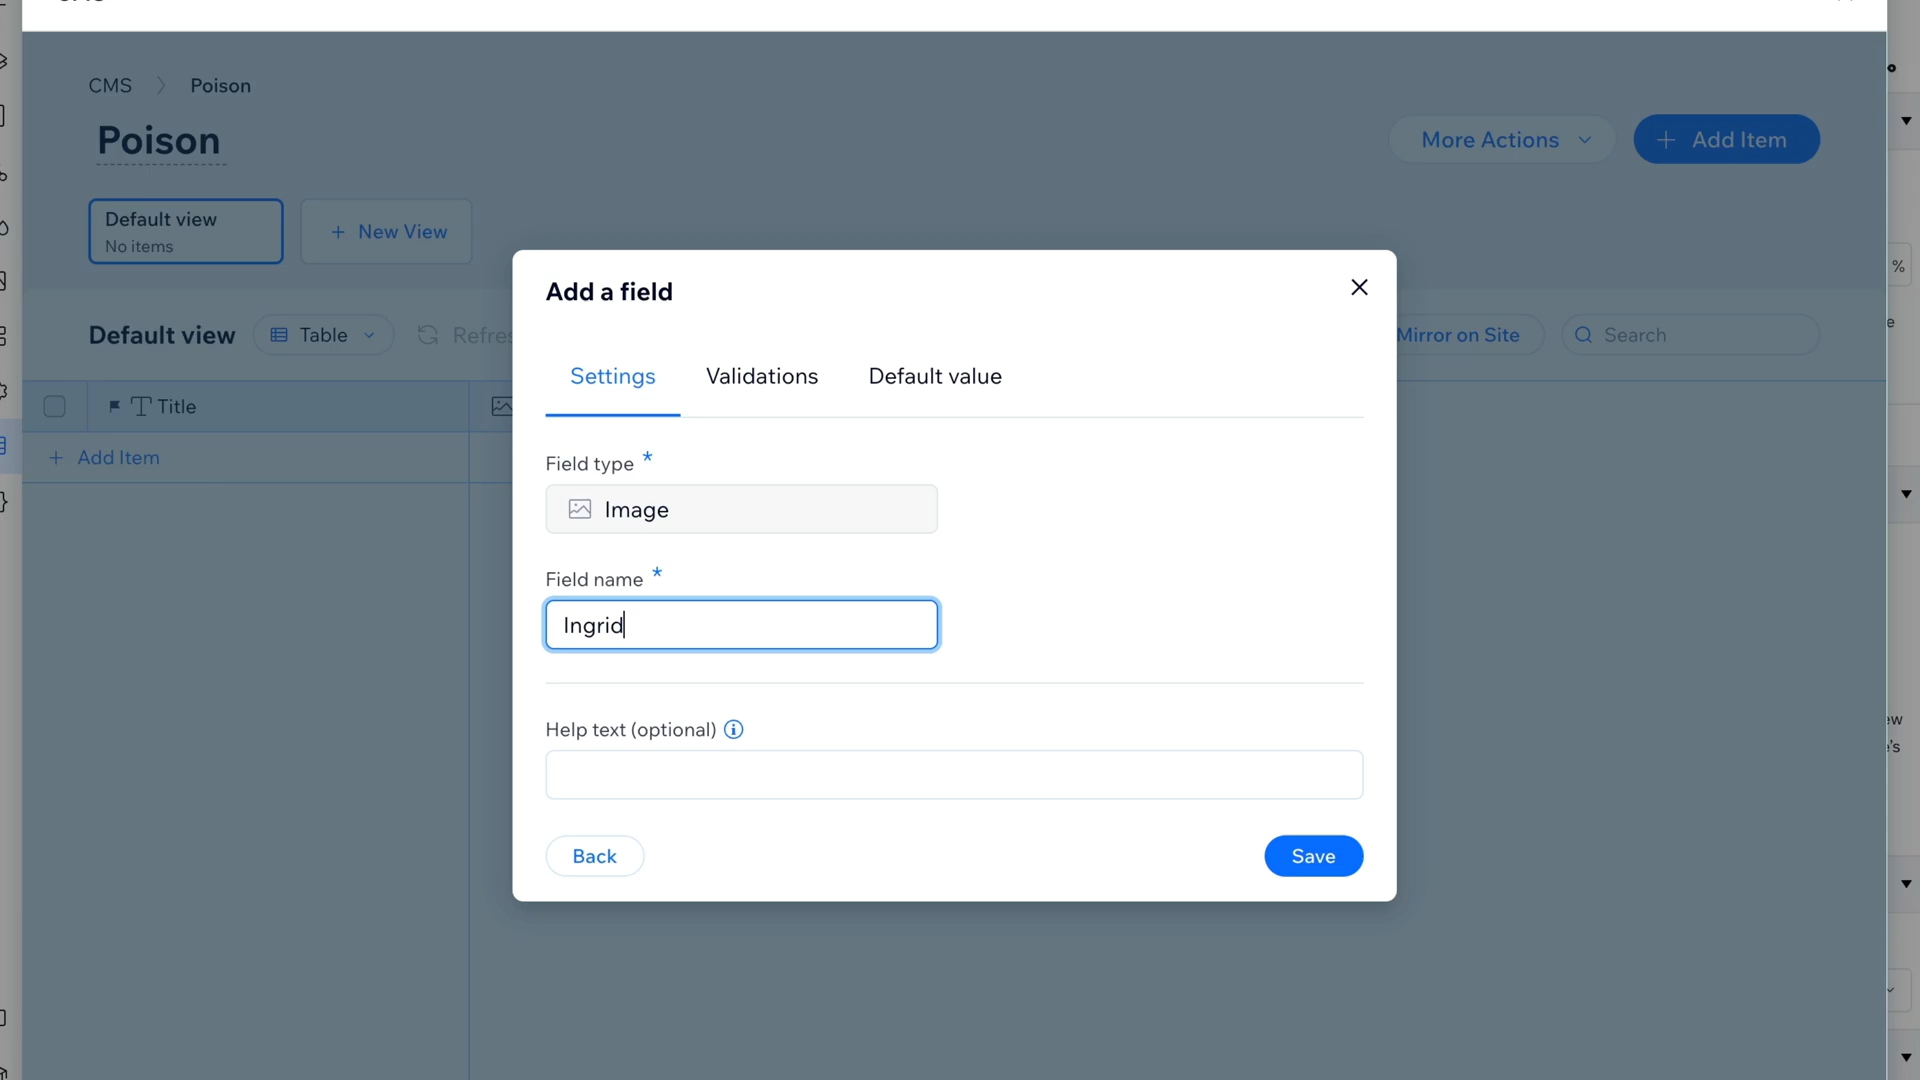 CMS
Poison
Poison
More Actions
+ Add Item
Default view
No items
+ New View
%
Add a field
Default view
Table
Mirror on Site
Search
Settings
Validations
Default value
Title
+ Add Item
Field type *
Image
Field name *
Ingrid
Help text (optional)
Back
Save